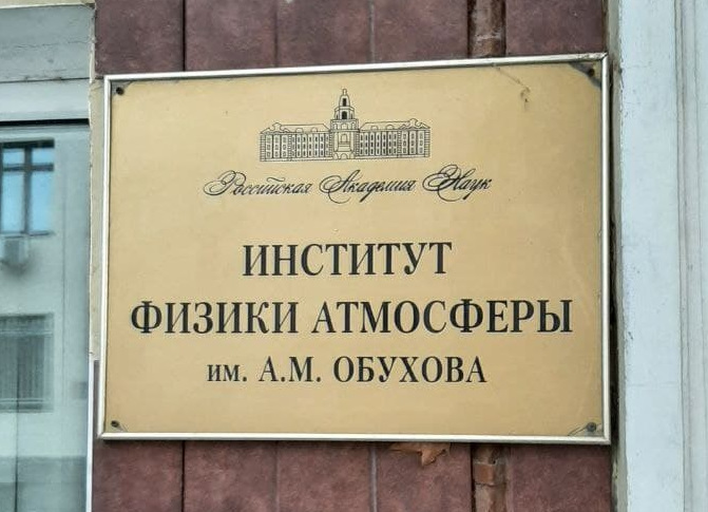 Российская Академия Наук
ИНСТИТУТ
ФИЗИКИ АТМОСФЕРЫ
им. А.М. ОБУХОВА